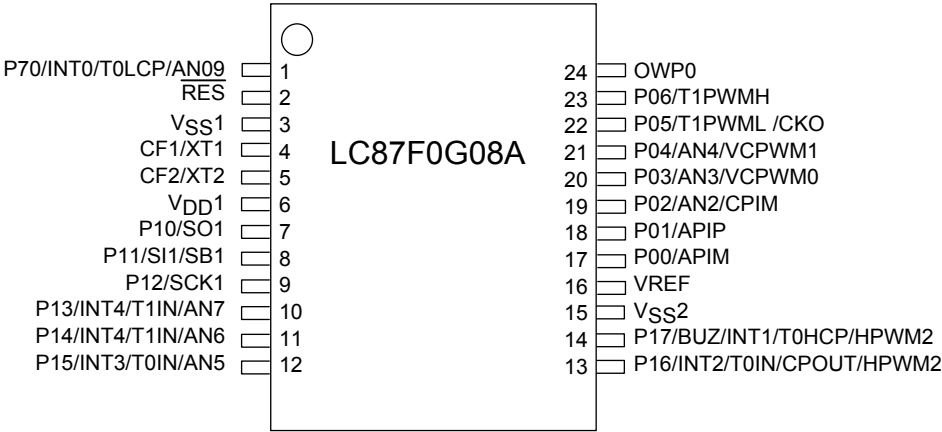 P70/INT0/T0LCP/AN09 1 24 OWP0
RES 2 23 P06/T1PWMH
VSS1 3 22 P05/T1PWML /CKO
CF1/XT1 4 LC87F0G08A 21 P04/AN4/VCPWM1
CF2/XT2 5 20 P03/AN3/VCPWM0
VDD1 6 19 P02/AN2/CPIM
P10/SO1 7 18 P01/APIP
P11/SI1/SB1 8 17 P00/APIM
P12/SCK1 9 16 VREF
P13/INT4/T1IN/AN7 10 15 VSS2
P14/INT4/T1IN/AN6 11 14 P17/BUZ/INT1/T0HCP/HPWM2
P15/INT3/T0IN/AN5 12 13 P16/INT2/T0IN/CPOUT/HPWM2